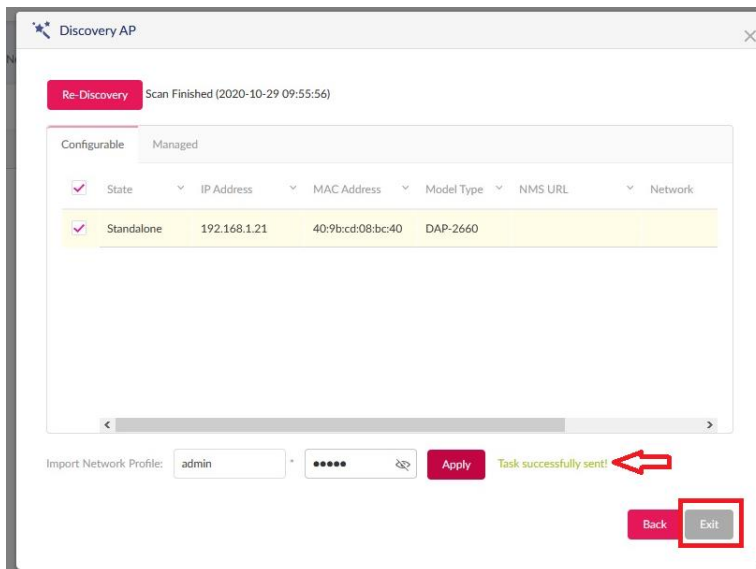 Discovery AP
Re-Discovery Scan Finished (2020-10-29 09:55:56)
Configurable Managed
State IP Address MAC Address Model Type NMS URL Network
Standalone 192.168.1.21 40:9b:cd:08:bc:40 DAP-2660
Import Network Profile: admin - ••••• Apply Task successfully sent!
Back Exit